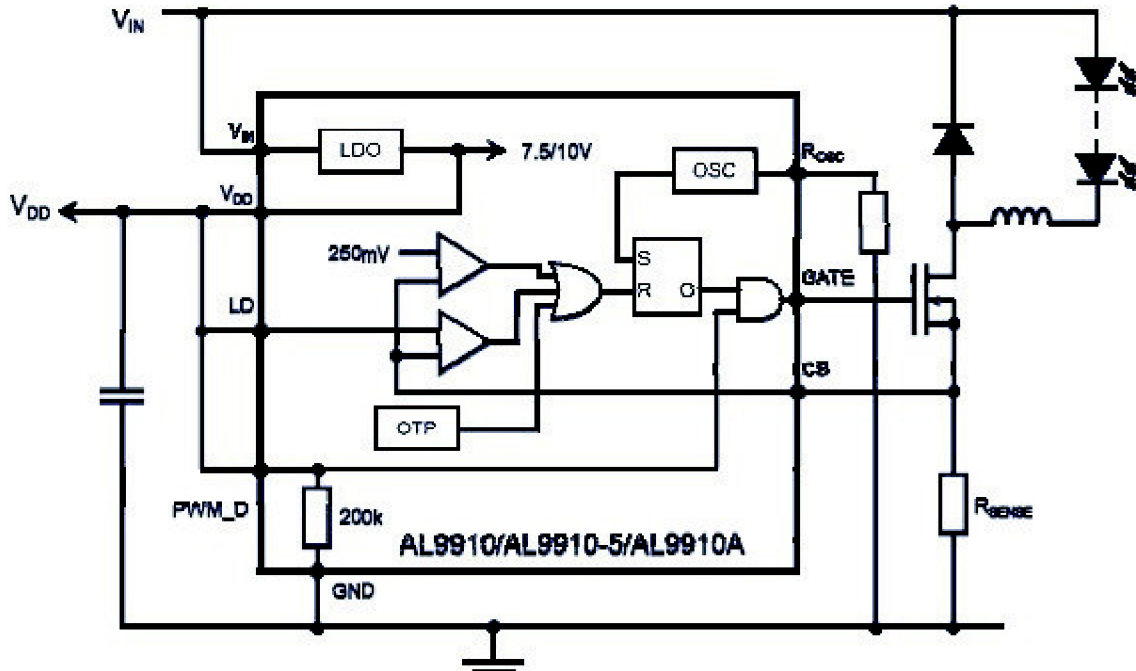 VIN
VIN
LDO
7.5/10V
OSC
ROSC
VDD
VDD
250mV
S
R
Q
GATE
LD
CS
OTP
PWM_D
200k
RSENSE
AL9910/AL9910-5/AL9910A
GND